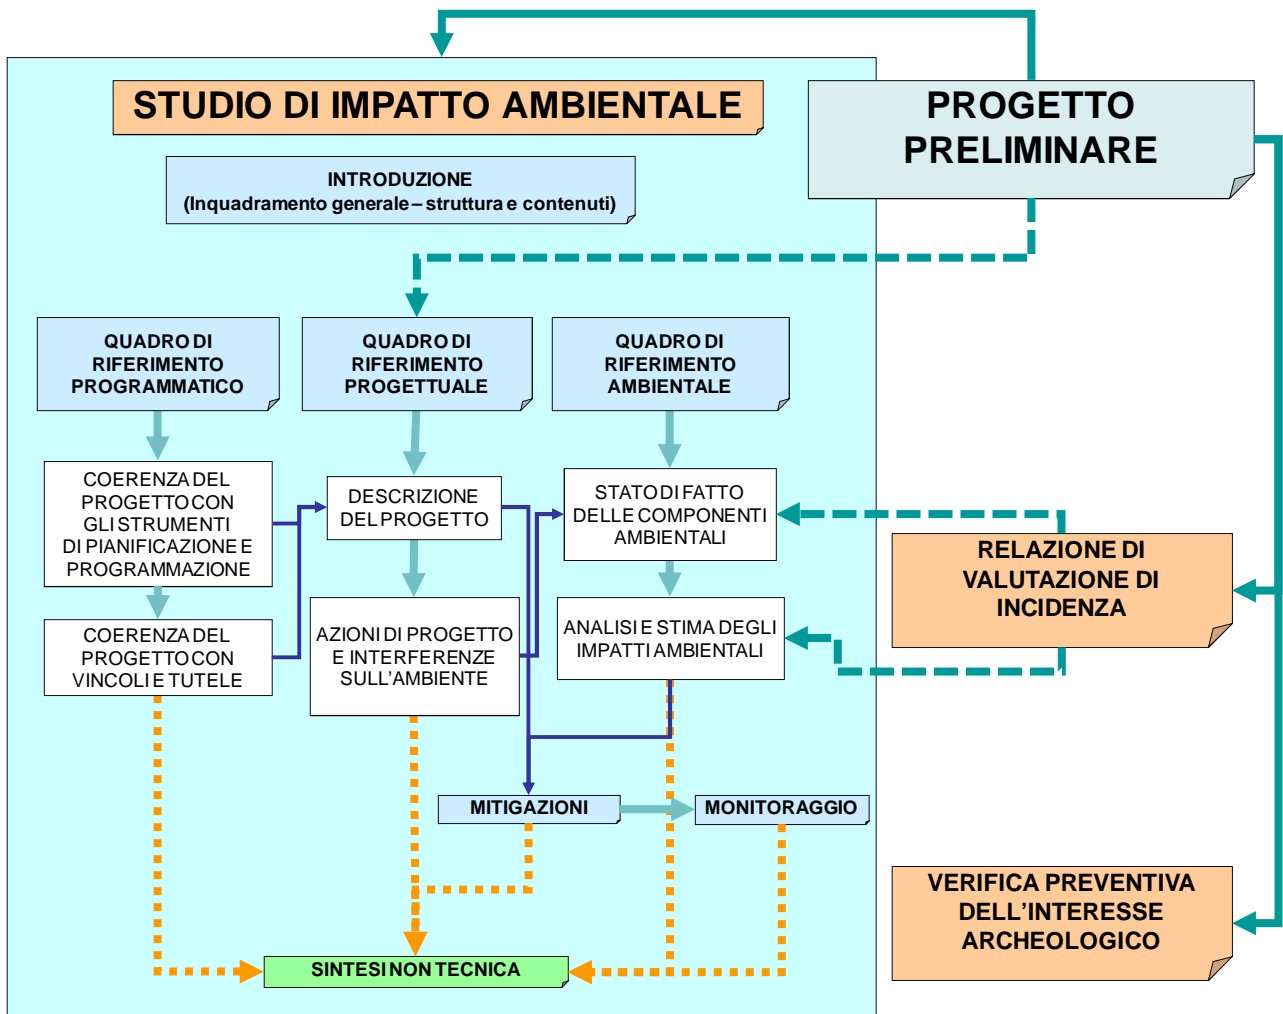 STUDIO DI IMPATTO AMBIENTALE
PROGETTO
PRELIMINARE
INTRODUZIONE
(Inquadramento generale – struttura e contenuti)
QUADRO DI
RIFERIMENTO
PROGRAMMATICO
QUADRO DI
RIFERIMENTO
PROGETTUALE
QUADRO DI
RIFERIMENTO
AMBIENTALE
COERENZA DEL
PROGETTO CON
GLI STRUMENTI
DI PIANIFICAZIONE E
PROGRAMMAZIONE
DESCRIZIONE
DEL PROGETTO
STATO DI FATTO
DELLE COMPONENTI
AMBIENTALI
RELAZIONE DI
VALUTAZIONE DI
INCIDENZA
COERENZA DEL
PROGETTO CON
VINCOLI E TUTELE
AZIONI DI PROGETTO
E INTERFERENZE
SULL'AMBIENTE
ANALISI E STIMA DEGLI
IMPATTI AMBIENTALI
MITIGAZIONI
MONITORAGGIO
VERIFICA PREVENTIVA
DELL'INTERESSE
ARCHEOLOGICO
SINTESI NON TECNICA